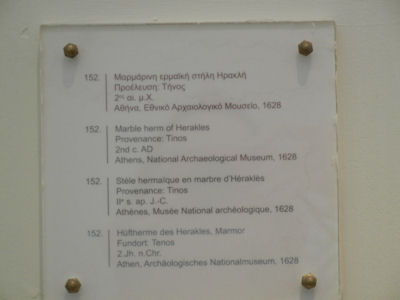 152. Μαρμάρινη ερμαϊκή στήλη Ηρακλή
Προέλευση: Τήνος
2ος αι. μ.Χ.
Αθήνα, Εθνικό Αρχαιολογικό Μουσείο, 1628
152. Marble herm of Herakles
Provenance: Tinos
2nd c. AD
Athens, National Archaeological Museum, 1628
152. Stèle hermaïque en marbre d'Héraklès
Provenance: Tinos
IIe s. ap. J.-C.
Athènes, Musée National archéologique, 1628
152. Hüftherme des Herakles, Marmor
Fundort: Tenos
2.Jh. n.Chr.
Athen, Archäologisches Nationalmuseum, 1628